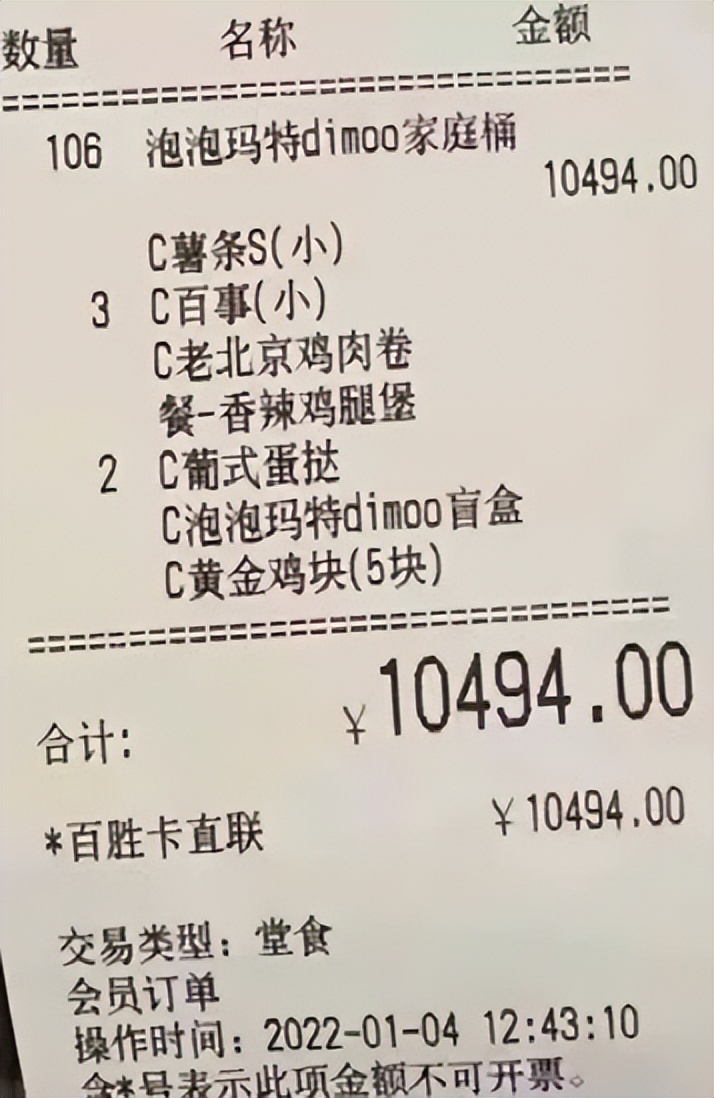 数量 名称 金额
==================================
106 泡泡玛特dimoo家庭桶
10494.00
C薯条S(小)
3 C百事(小)
C老北京鸡肉卷
餐-香辣鸡腿堡
2 C葡式蛋挞
C泡泡玛特dimoo盲盒
C黄金鸡块(5块)
==================================
合计: ¥10494.00
*百胜卡直联 ¥10494.00
交易类型: 堂食
会员订单
操作时间: 2022-01-04 12:43:10
含*号表示此项金额不可开票。